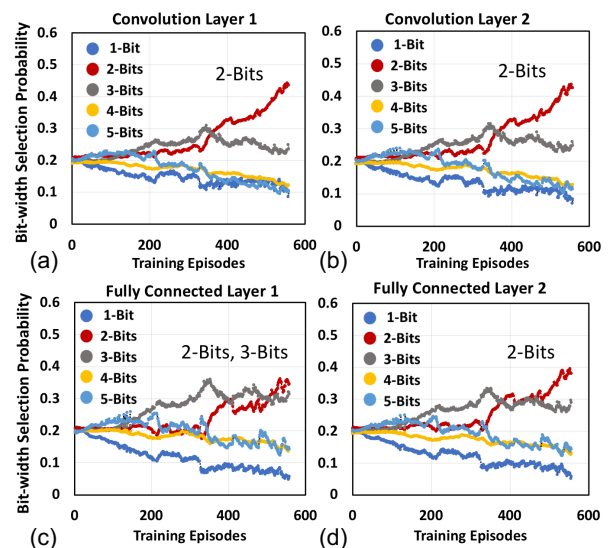 Convolution Layer 1
Bit-width Selection Probability
0.6
0.5
0.4
0.3
0.2
0.1
0
1-Bit
2-Bits
3-Bits
4-Bits
5-Bits
2-Bits
0 200 400 600
(a)
Training Episodes
Convolution Layer 2
0.6
0.5
0.4
0.3
0.2
0.1
0
1-Bit
2-Bits
3-Bits
4-Bits
5-Bits
2-Bits
0 200 400 600
(b)
Training Episodes
Fully Connected Layer 1
Bit-width Selection Probability
0.6
0.5
0.4
0.3
0.2
0.1
0
1-Bit
2-Bits
3-Bits
4-Bits
5-Bits
2-Bits, 3-Bits
0 200 400 600
(c)
Training Episodes
Fully Connected Layer 2
0.6
0.5
0.4
0.3
0.2
0.1
0
1-Bit
2-Bits
3-Bits
4-Bits
5-Bits
2-Bits
0 200 400 600
(d)
Training Episodes